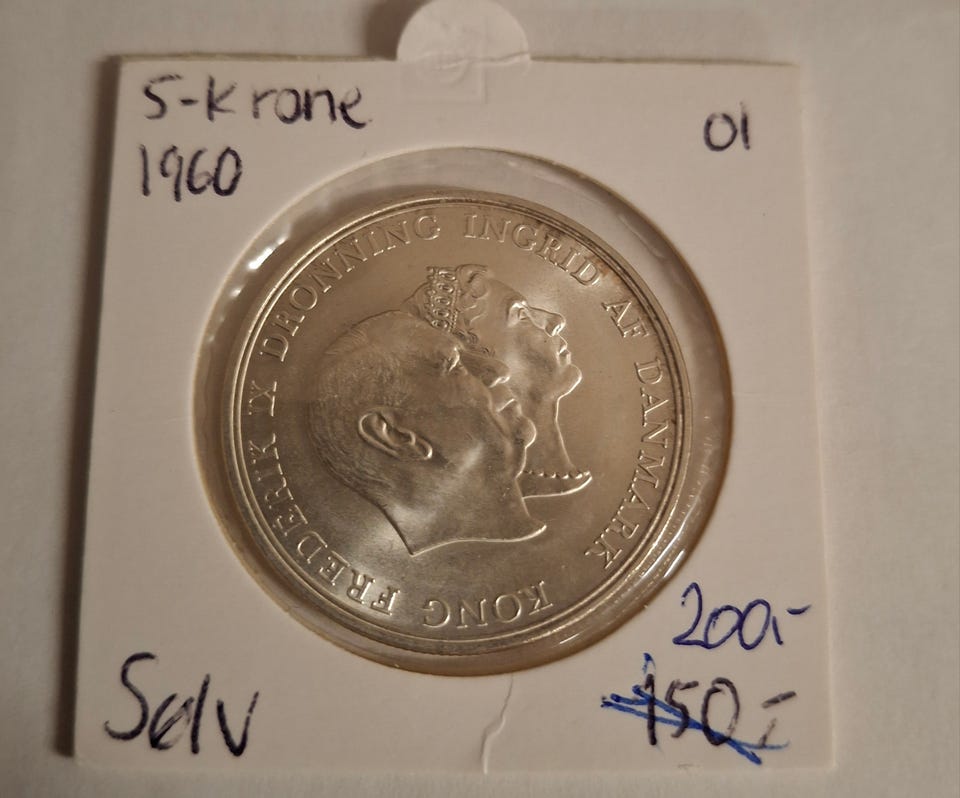 5-krone
01
1960
KONG FREDERIK IX DRONNING INGRID AF DANMARK
200,-
Sølv
150,-